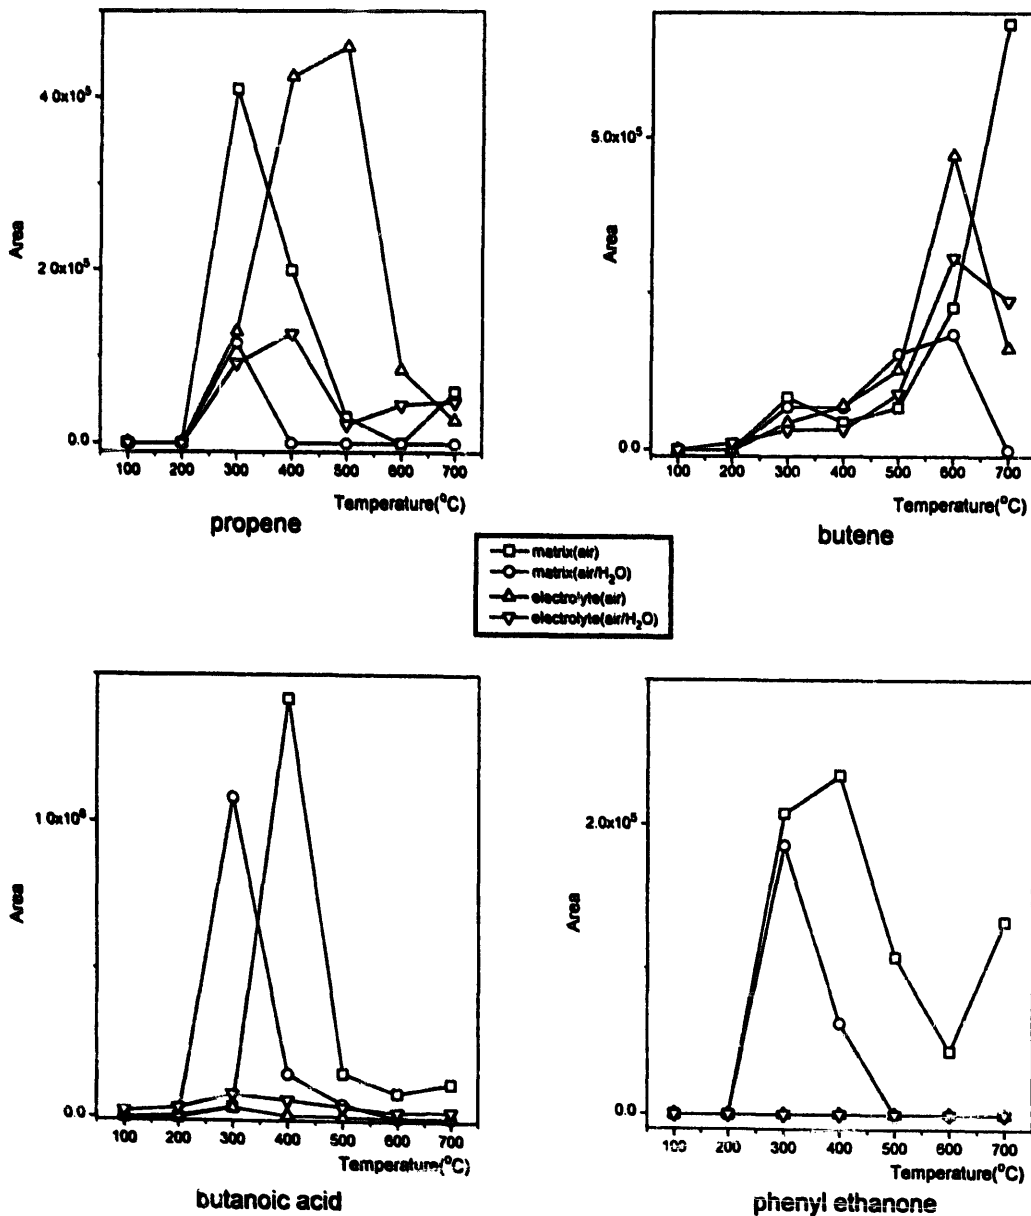 4.0x10⁵
2.0x10⁵
0.0
Area
100 200 300 400 500 600 700
Temperature(°C)
propene
5.0x10⁵
0.0
Area
100 200 300 400 500 600 700
Temperature(°C)
butene
matrix(air)
matrix(air/H₂O)
electrolyte(air)
electrolyte(air/H₂O)
1.0x10⁶
0.0
Area
100 200 300 400 500 600 700
Temperature(°C)
butanoic acid
2.0x10⁵
0.0
Area
100 200 300 400 500 600 700
Temperature(°C)
phenyl ethanone